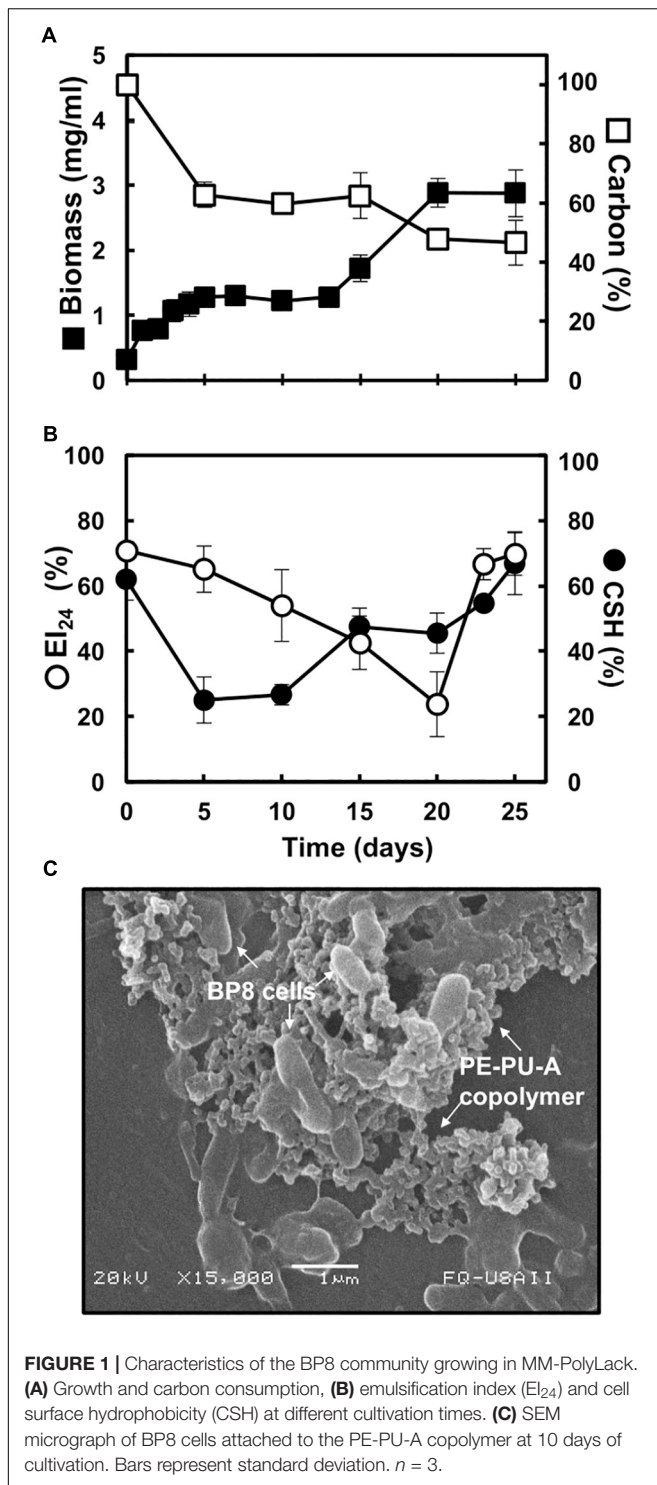 A
5
4
3
2
1
0
Biomass (mg/ml)
100
80
60
40
20
0
Carbon (%)
B
100
80
60
40
20
0
EI24 (%)
100
80
60
40
20
0
CSH (%)
0 5 10 15 20 25
Time (days)
C
BP8 cells
PE-PU-A
copolymer
20kV X15,000 1μm FQ-U8AII
FIGURE 1 | Characteristics of the BP8 community growing in MM-PolyLack.
(A) Growth and carbon consumption, (B) emulsification index (EI24) and cell
surface hydrophobicity (CSH) at different cultivation times. (C) SEM
micrograph of BP8 cells attached to the PE-PU-A copolymer at 10 days of
cultivation. Bars represent standard deviation. n = 3.